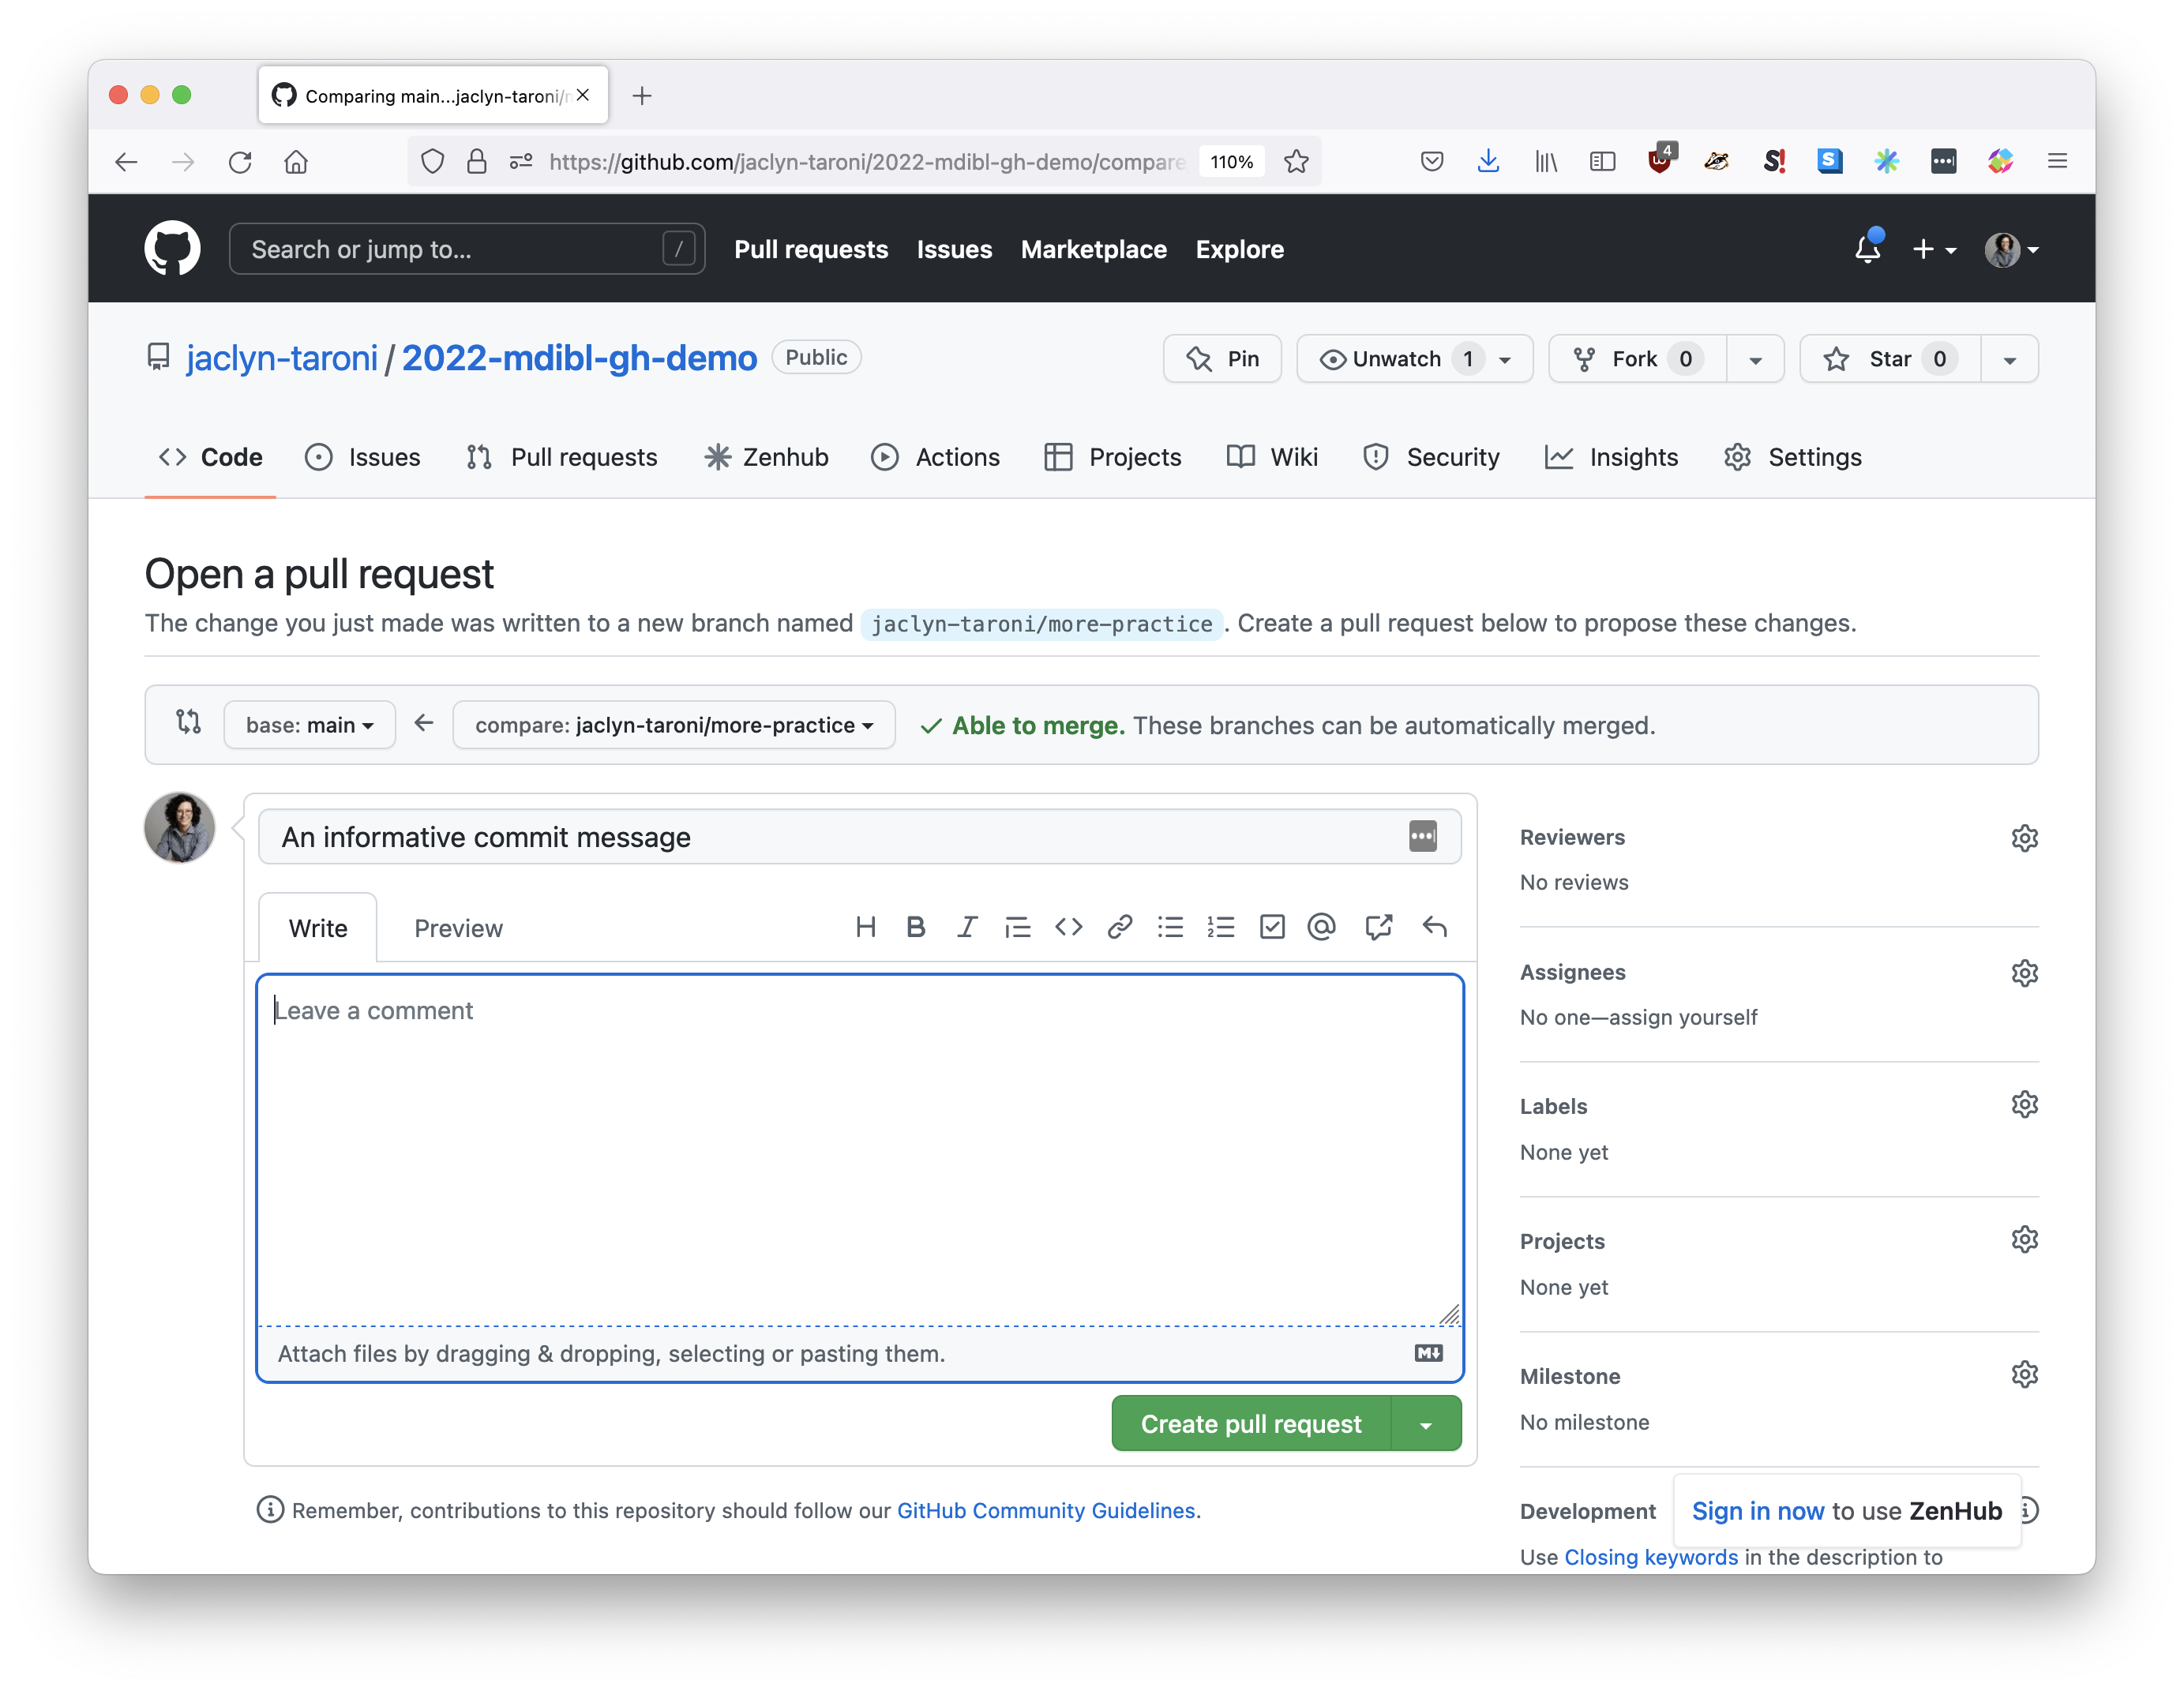 Comparing main...jaclyn-taroni/
https://github.com/jaclyn-taroni/2022-mdibl-gh-demo/compare 110% 4
Search or jump to... / Pull requests Issues Marketplace Explore
jaclyn-taroni / 2022-mdibl-gh-demo Public Pin Unwatch 1 Fork 0 Star 0
Code Issues Pull requests Zenhub Actions Projects Wiki Security Insights Settings
Open a pull request
The change you just made was written to a new branch named jaclyn-taroni/more-practice . Create a pull request below to propose these changes.
base: main compare: jaclyn-taroni/more-practice Able to merge. These branches can be automatically merged.
An informative commit message
Write Preview
Leave a comment
Attach files by dragging & dropping, selecting or pasting them.
Create pull request
Remember, contributions to this repository should follow our GitHub Community Guidelines.
Reviewers
No reviews
Assignees
No one—assign yourself
Labels
None yet
Projects
None yet
Milestone
No milestone
Development
Sign in now to use ZenHub
Use Closing keywords in the description to